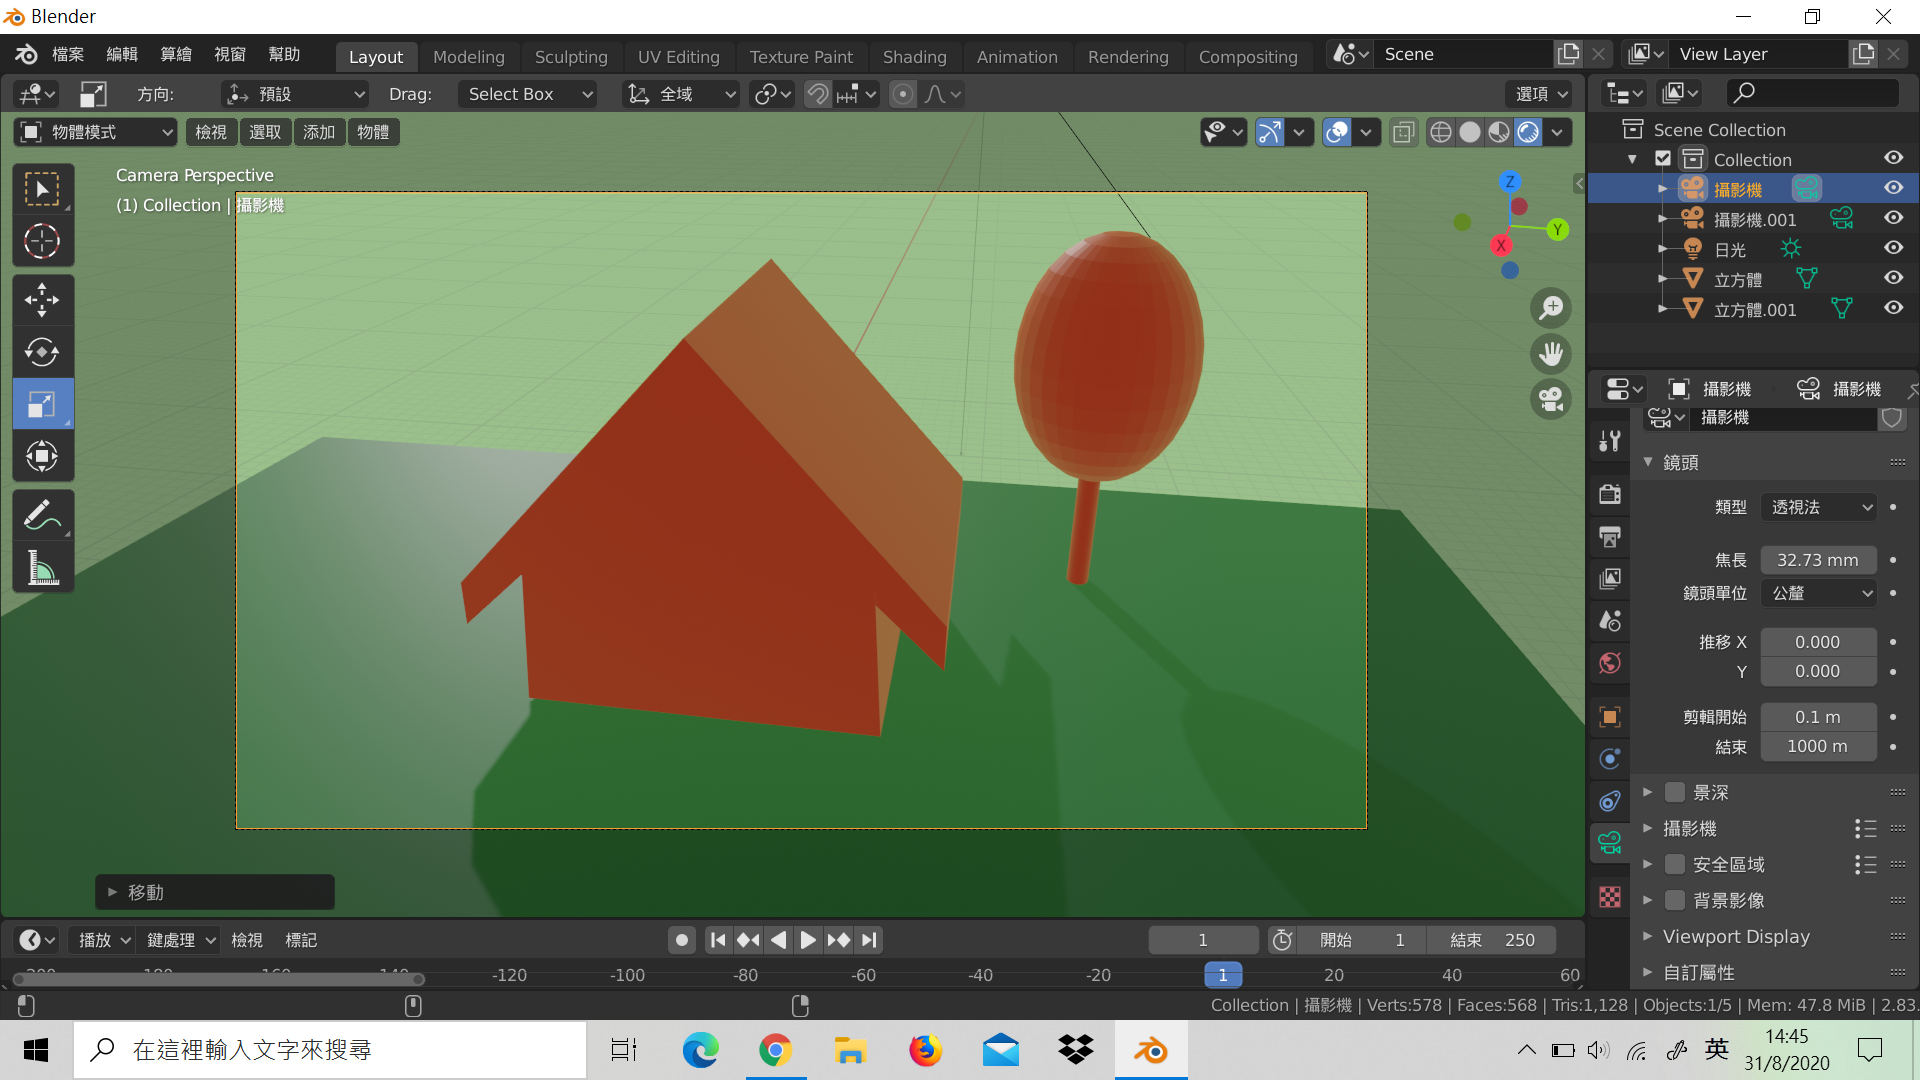 Blender
檔案 編輯 算繪 視窗 幫助 Layout Modeling Sculpting UV Editing Texture Paint Shading Animation Rendering Compositing Scene View Layer
方向: 預設 Drag: Select Box 全域 選項
物體模式 檢視 選取 添加 物體
Camera Perspective
(1) Collection | 攝影機
Z
Y
X
Scene Collection
Collection
攝影機
攝影機.001
日光
立方體
立方體.001
攝影機 攝影機
攝影機
鏡頭
類型 透視法
焦長 32.73 mm
鏡頭單位 公釐
推移 X 0.000
Y 0.000
剪輯開始 0.1 m
結束 1000 m
景深
攝影機
安全區域
背景影像
Viewport Display
自訂屬性
移動
播放 鍵處理 檢視 標記 1 開始 1 結束 250
-200 -180 -160 -140 -120 -100 -80 -60 -40 -20 1 20 40 60
Collection | 攝影機 | Verts:578 | Faces:568 | Tris:1,128 | Objects:1/5 | Mem: 47.8 MiB | 2.83.
在這裡輸入文字來搜尋
英
14:45
31/8/2020